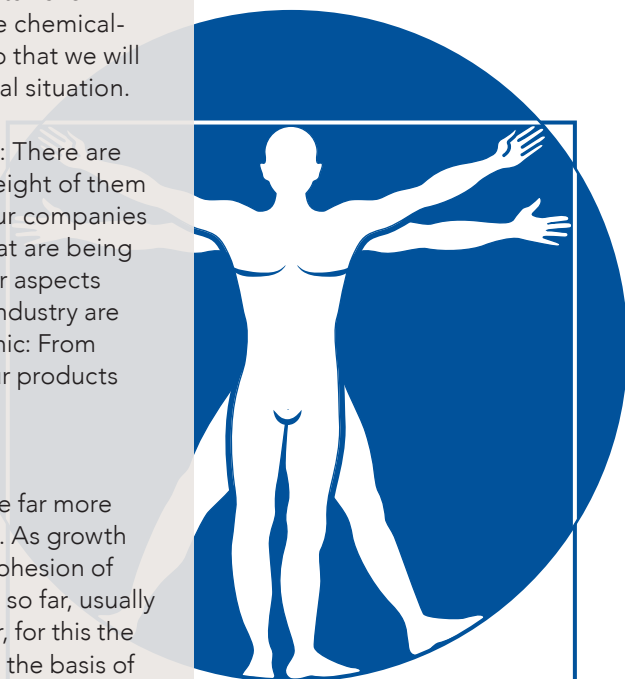 e chemical-
o that we will
al situation.
: There are
eight of them
ur companies
at are being
r aspects
ndustry are
nic: From
ur products
e far more
. As growth
ohesion of
so far, usually
r, for this the
the basis of